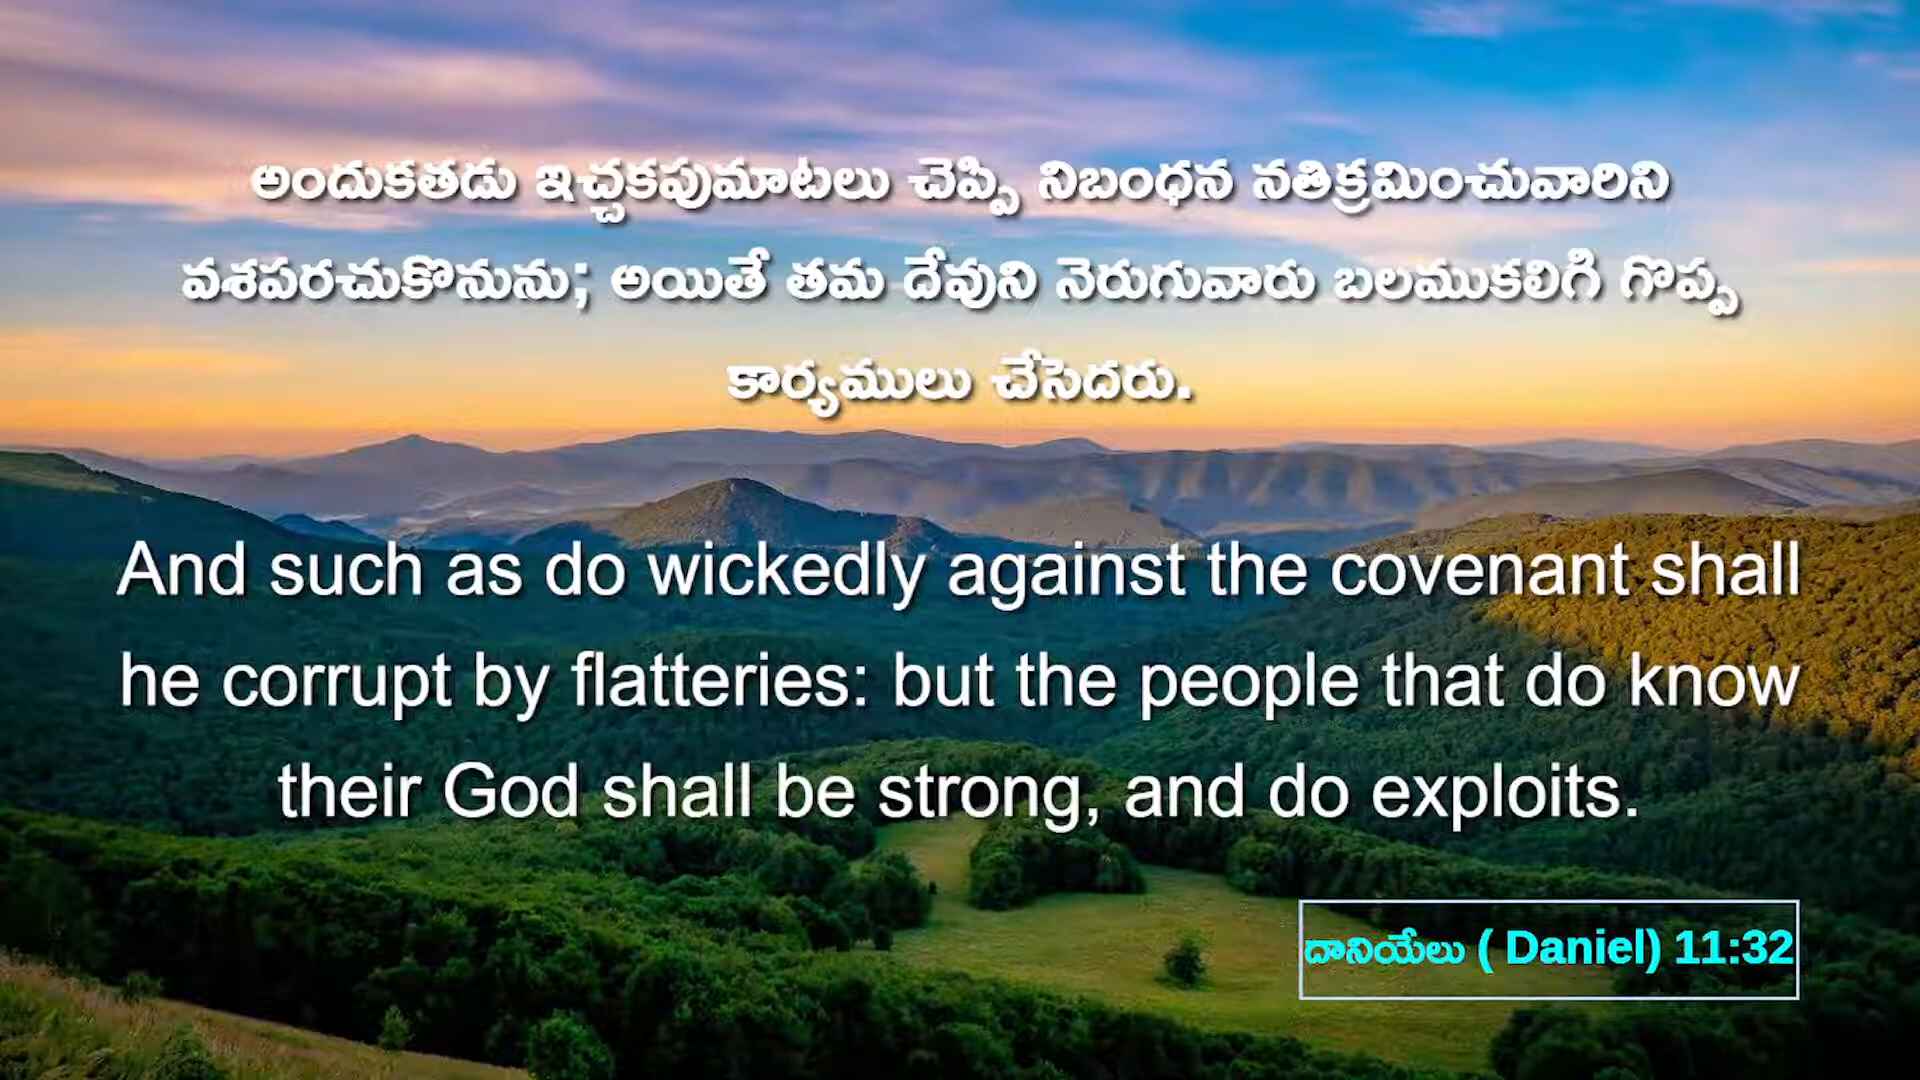 అందుకతడు ఇచ్చకపుమాటలు చెప్పి నిబంధన నతిక్రమించువారిని
వశపరచుకొనును; అయితే తమ దేవుని నెరుగువారు బలముకలిగి గొప్ప
కార్యములు చేసెదరు.
And such as do wickedly against the covenant shall
he corrupt by flatteries: but the people that do know
their God shall be strong, and do exploits.
దానియేలు ( Daniel) 11:32